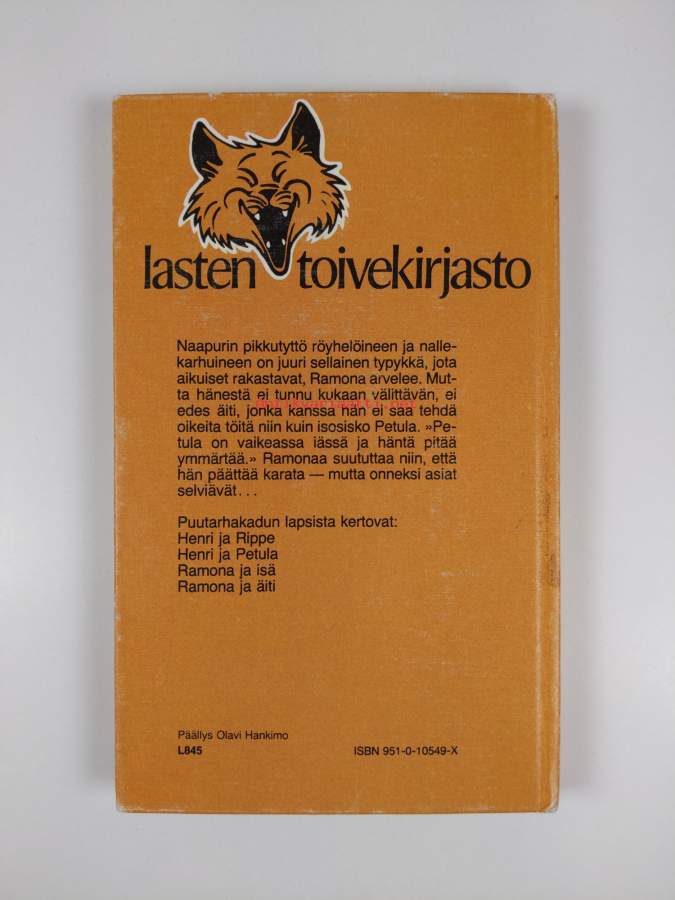 lasten toivekirjasto
Naapurin pikkutyttö röyhelöineen ja nalle-
karhuineen on juuri sellainen typykkä, jota
aikuiset rakastavat, Ramona arvelee. Mut-
ta hänestä ei tunnu kukaan välittävän, ei
edes äiti, jonka kanssa hän ei saa tehdä
oikeita töitä niin kuin isosisko Petula. »Pe-
tula on vaikeassa iässä ja häntä pitää
ymmärtää.» Ramonaa suututtaa niin, että
hän päättää karata — mutta onneksi asiat
selviävät...
Puutarhakadun lapsista kertovat:
Henri ja Rippe
Henri ja Petula
Ramona ja isä
Ramona ja äiti
Päällys Olavi Hankimo
L845 ISBN 951-0-10549-X